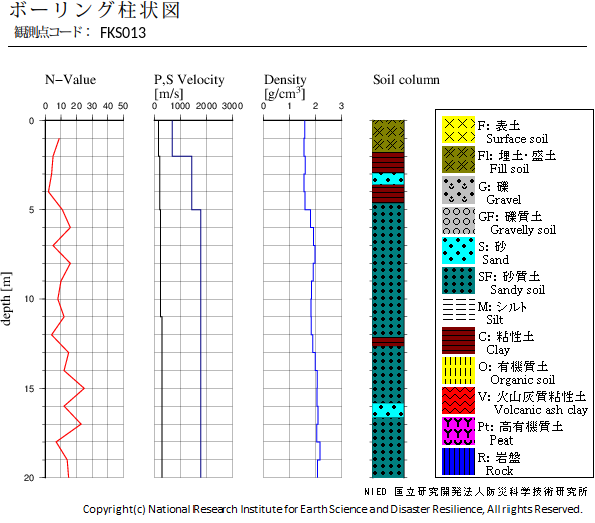 ボーリング柱状図
観測点コード： FKS013
N−Value
P,S Velocity
[m/s]
Density
[g/cm³]
Soil column
0 10 20 30 40 50
0 1000 2000 3000
0 1 2 3
0
5
10
15
20
depth [m]
F: 表土
Surface soil
Fl: 埋土・盛土
Fill soil
G: 礫
Gravel
GF: 礫質土
Gravelly soil
S: 砂
Sand
SF: 砂質土
Sandy soil
M: シルト
Silt
C: 粘性土
Clay
O: 有機質土
Organic soil
V: 火山灰質粘性土
Volcanic ash clay
Pt: 高有機質土
Peat
R: 岩盤
Rock
NIED 国立研究開発法人防災科学技術研究所
Copyright(c) National Research Institute for Earth Science and Disaster Resilience, All rights Reserved.